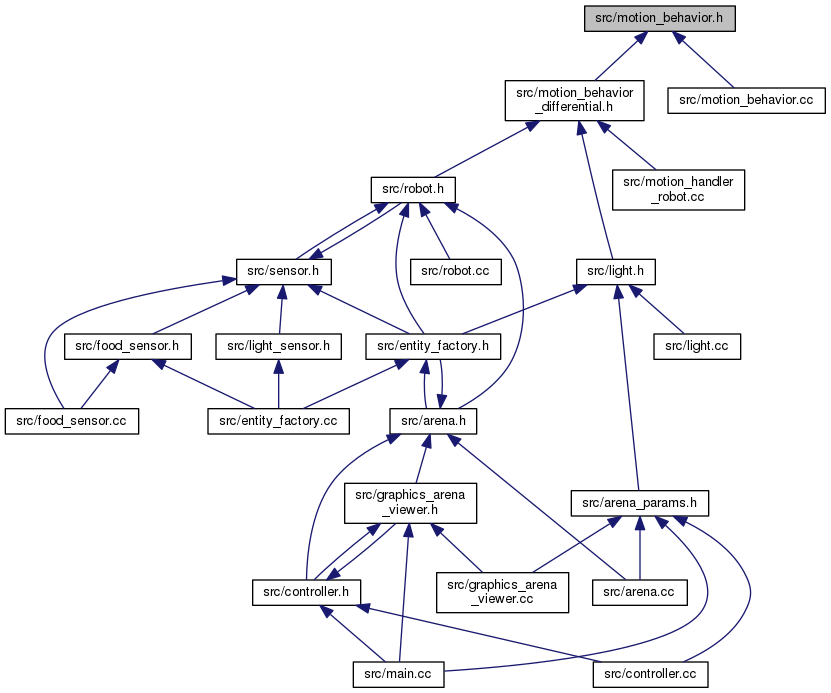 src/motion_behavior.h
src/motion_behavior
_differential.h
src/motion_behavior.cc
src/robot.h
src/motion_handler
_robot.cc
src/sensor.h
src/robot.cc
src/light.h
src/food_sensor.h
src/light_sensor.h
src/entity_factory.h
src/light.cc
src/food_sensor.cc
src/entity_factory.cc
src/arena.h
src/graphics_arena
_viewer.h
src/arena_params.h
src/controller.h
src/graphics_arena
_viewer.cc
src/arena.cc
src/main.cc
src/controller.cc